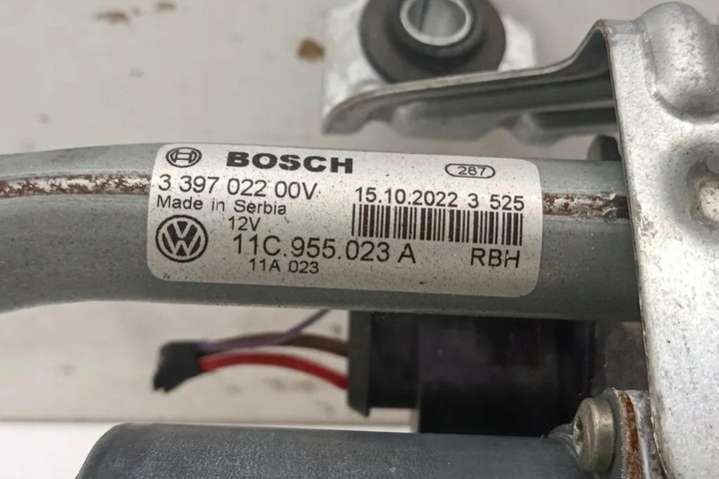 BOSCH 287
3 397 022 00V 15.10.2022 3 525
Made in Serbia
12V
11C.955.023 A RBH
11A 023